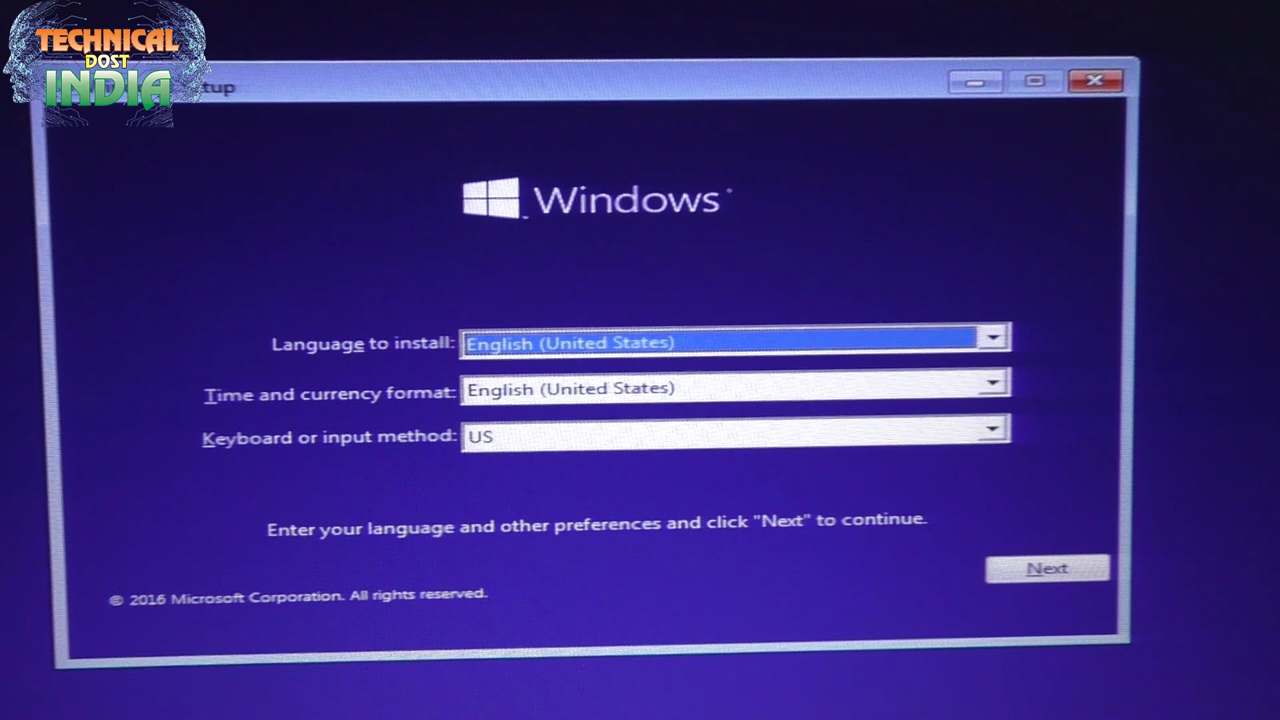 TECHNICAL
DOST
INDIA
tup
Windows
Language to install: English (United States)
Time and currency format: English (United States)
Keyboard or input method: US
Enter your language and other preferences and click "Next" to continue.
Next
© 2016 Microsoft Corporation. All rights reserved.